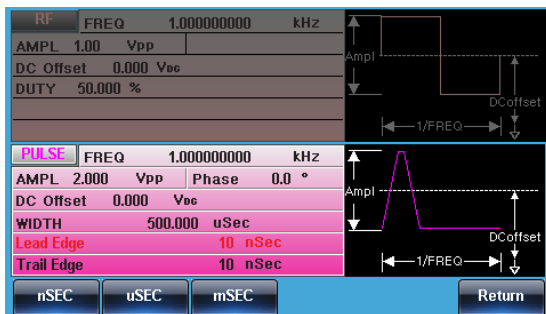 RF FREQ 1.000000000 kHz
AMPL 1.00 Vpp
DC Offset 0.000 VDC
DUTY 50.000 %
Ampl
DCoffset
1/FREQ
PULSE FREQ 1.000000000 kHz
AMPL 2.000 Vpp Phase 0.0 °
DC Offset 0.000 VDC
WIDTH 500.000 uSec
Lead Edge 10 nSec
Trail Edge 10 nSec
Ampl
DCoffset
1/FREQ
nSEC uSEC mSEC Return